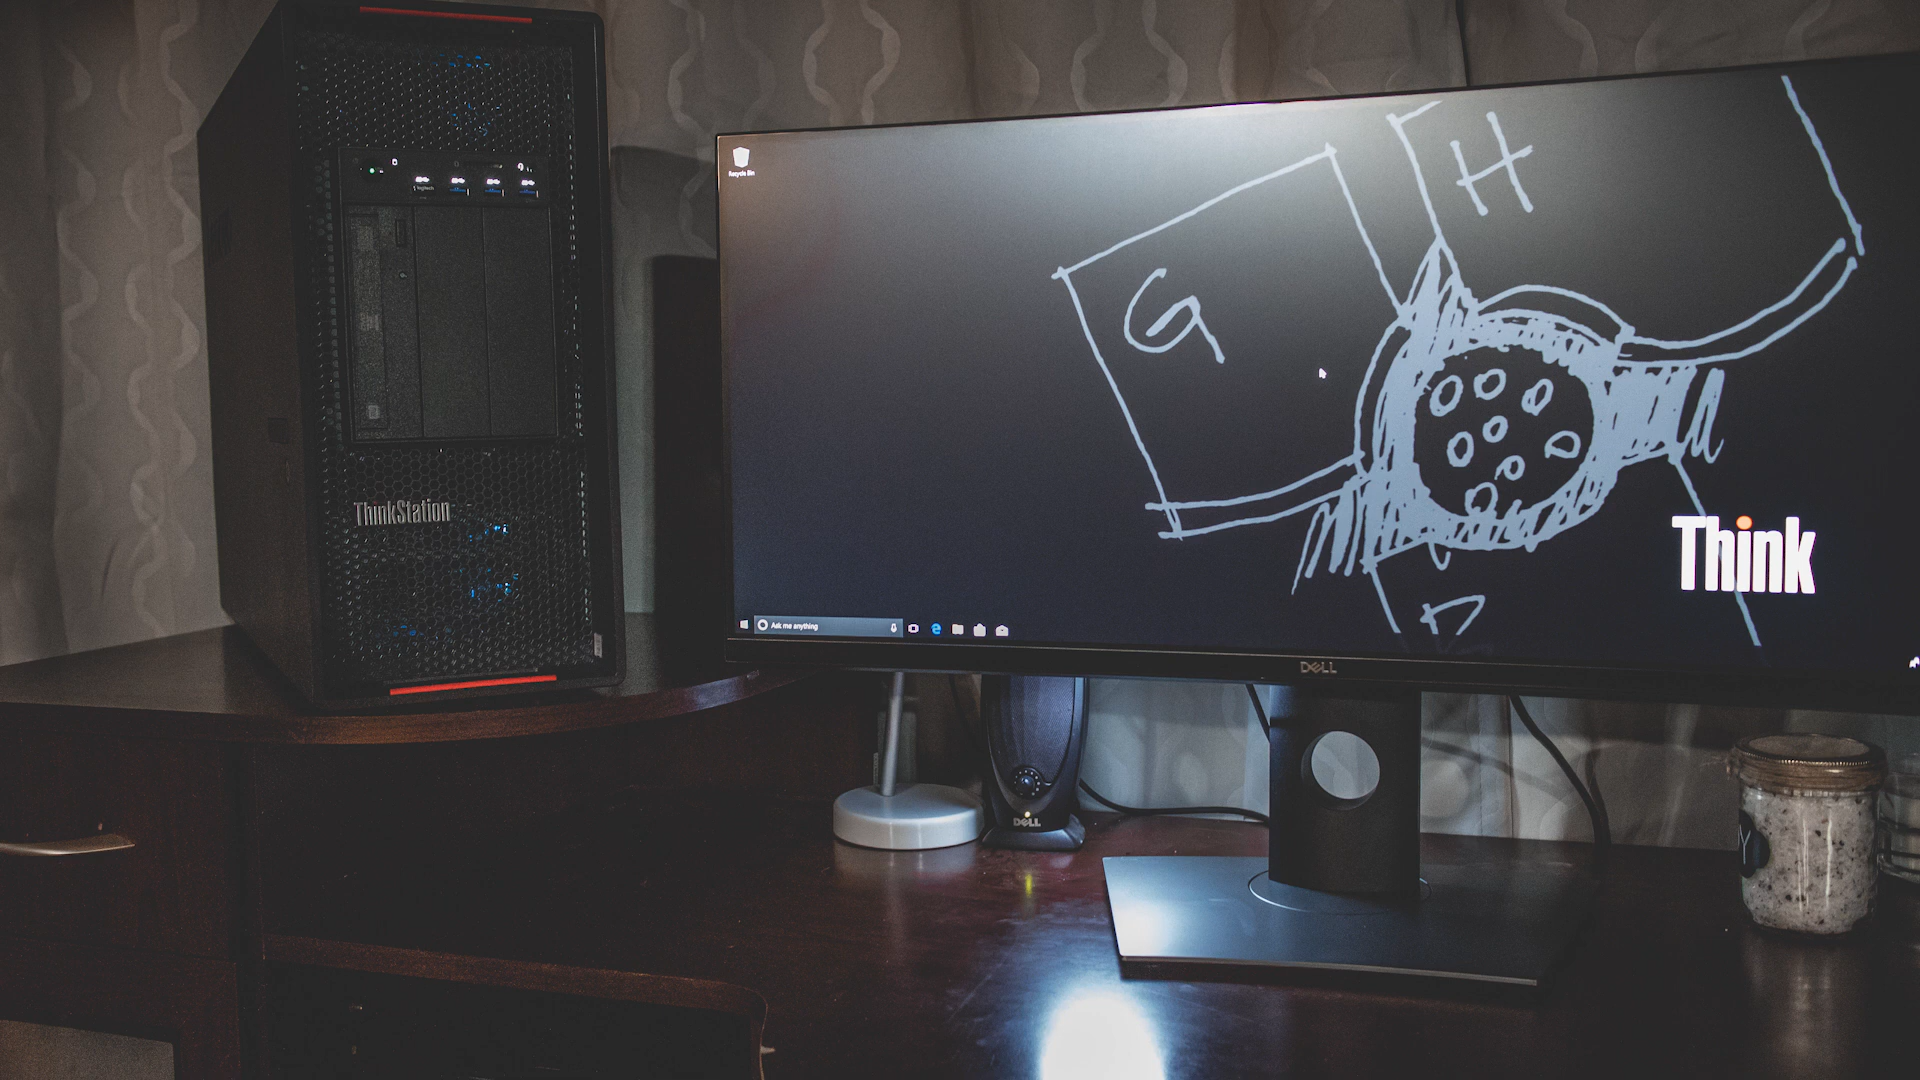 Recycle Bin
G
H
ThinkStation
Think
Ask me anything
DELL
DELL